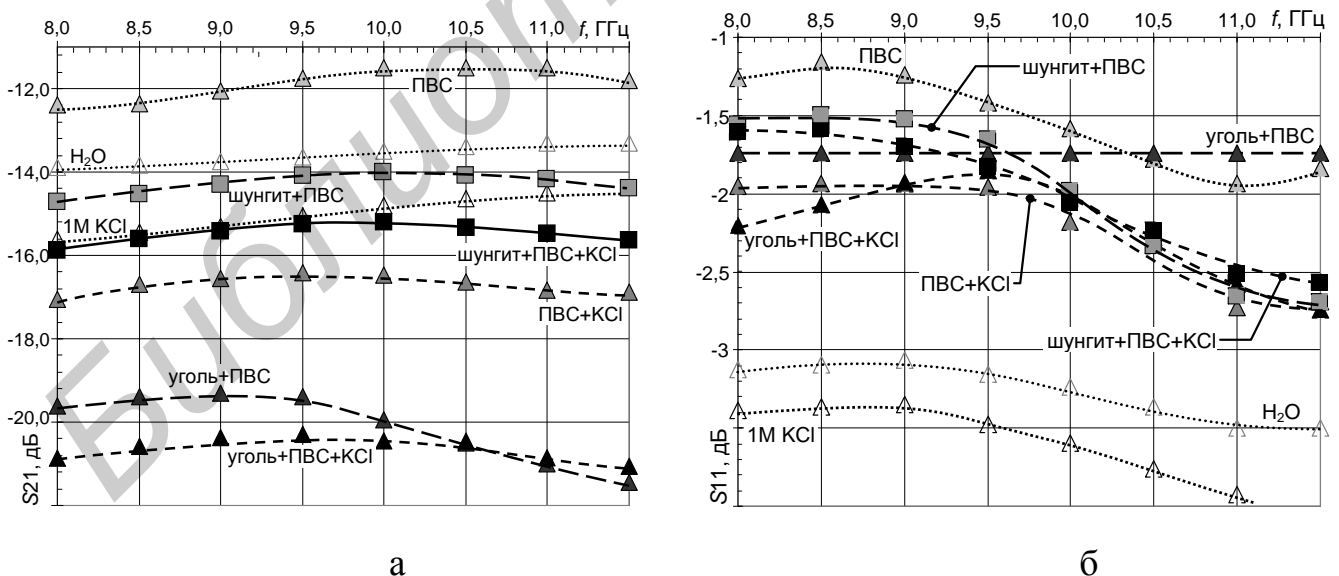 8,0 8,5 9,0 9,5 10,0 10,5 11,0 f, ГГц
-12,0
-14,0
-16,0
-18,0
-20,0
S21, дБ
ПВС
H₂O
шунгит+ПВС
1М KCl
шунгит+ПВС+KCl
ПВС+KCl
уголь+ПВС
уголь+ПВС+KCl
а
8,0 8,5 9,0 9,5 10,0 10,5 11,0 f, ГГц
-1
-1,5
-2
-2,5
-3
S11, дБ
ПВС
шунгит+ПВС
уголь+ПВС
уголь+ПВС+KCl
ПВС+KCl
шунгит+ПВС+KCl
H₂O
1М KCl
б